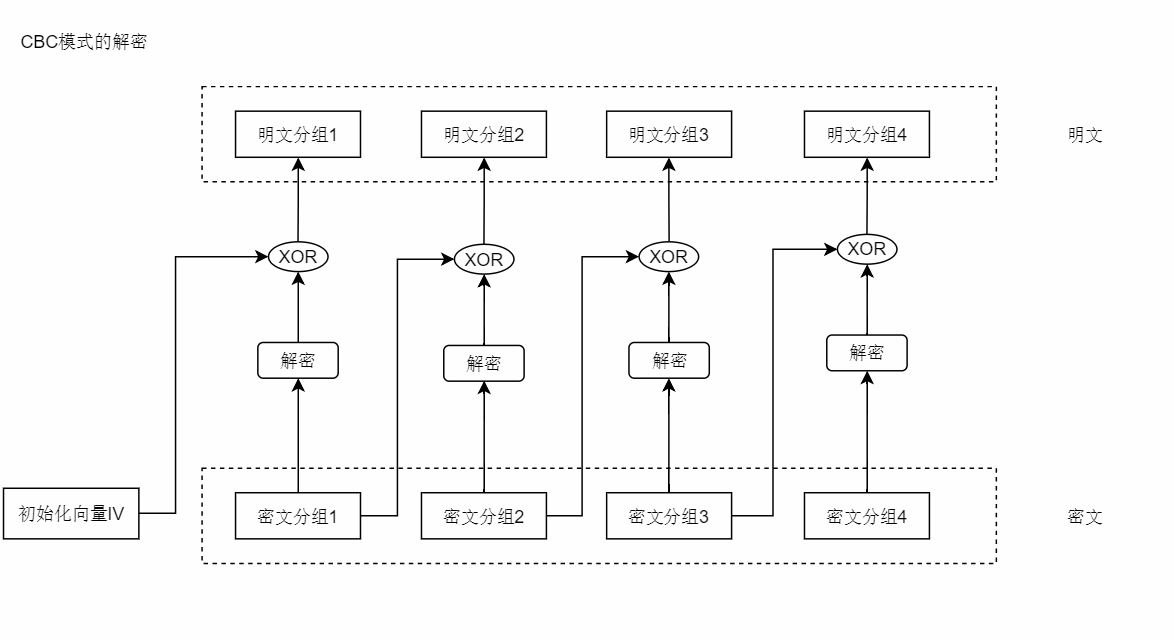 CBC模式的解密
明文分组1
明文分组2
明文分组3
明文分组4
明文
XOR
XOR
XOR
XOR
解密
解密
解密
解密
初始化向量IV
密文分组1
密文分组2
密文分组3
密文分组4
密文